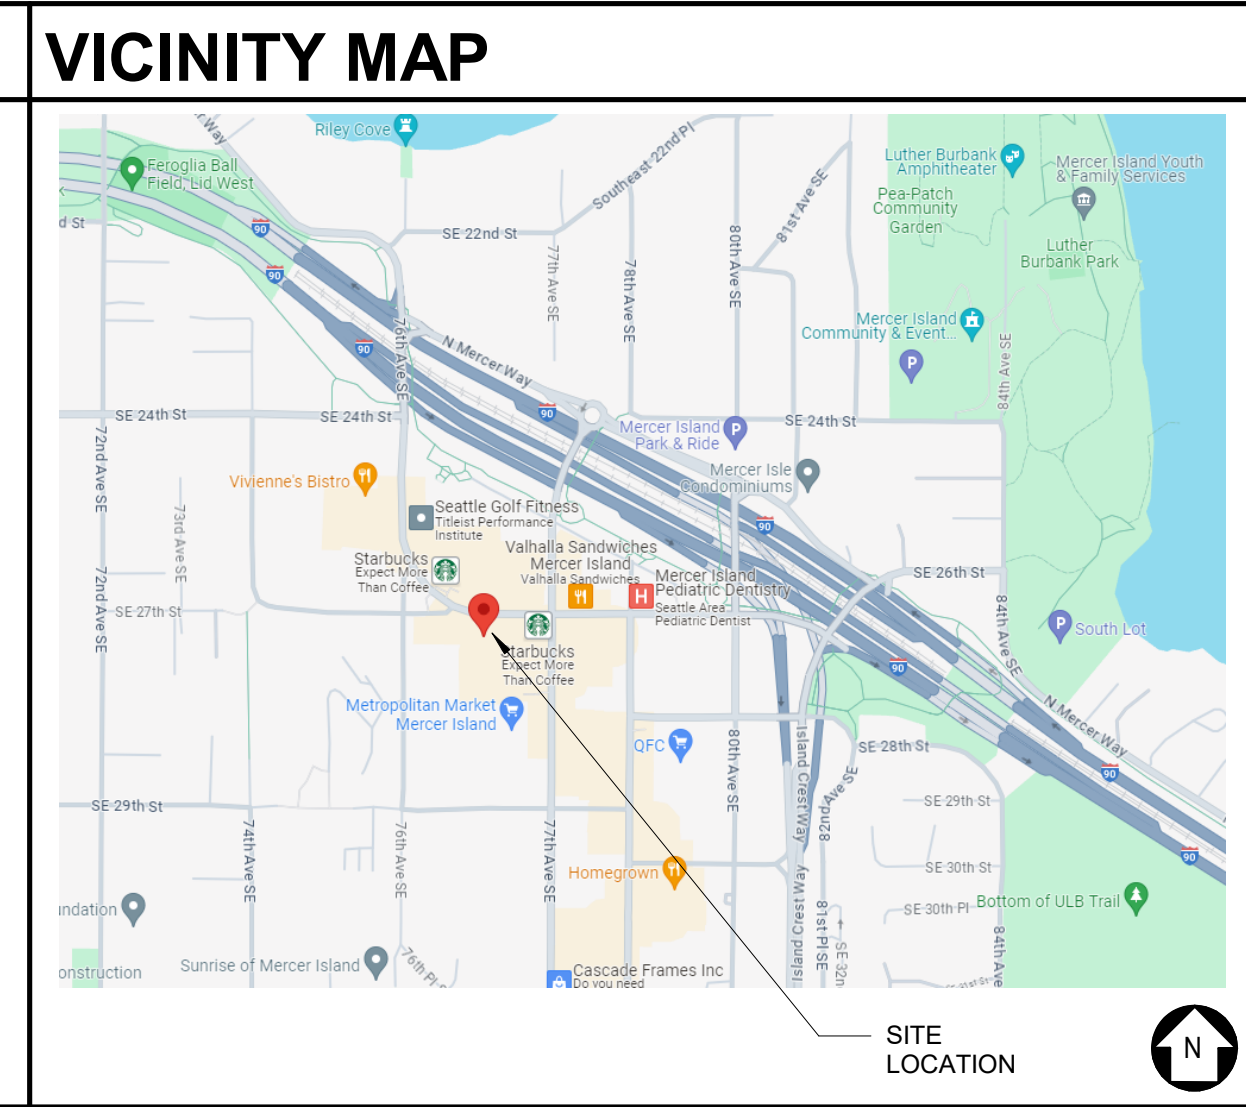 VICINITY MAP
Riley Cove
Feroglia Ball
Field, Lid West
Southeast 22nd Pl
81st Ave SE
Luther Burbank
Amphitheater
Mercer Island Youth
& Family Services
Pea-Patch
Community
Garden
d St
90
SE 22nd St
77th Ave SE
78th Ave SE
80th Ave SE
Luther
Burbank Park
90
Mercer Island
Community & Event...
P
76th Ave SE
90
N Mercer Way
84th Ave SE
SE 24th St
SE 24th St
90
Mercer Island
Park & Ride
P
SE 24th St
72nd Ave SE
Mercer Isle
Condominiums
Vivienne's Bistro
73rd Ave SE
Seattle Golf Fitness
Titleist Performance
Institute
90
Starbucks
Expect More
Than Coffee
Valhalla Sandwiches
Mercer Island
Valhalla Sandwiches
H
Mercer Island
Pediatric Dentistry
Seattle Area
Pediatric Dentist
SE 26th St
72nd Ave SE
SE 27th St
84th Ave SE
P
South Lot
Starbucks
Expect More
Than Coffee
90
Metropolitan Market
Mercer Island
QFC
80th Ave SE
Island Crest Way
SE 28th St
N Mercer Way
90
82nd Ave SE
SE 29th St
SE 29th St
74th Ave SE
76th Ave SE
77th Ave SE
90
Homegrown
SE 30th St
Island Crest Way
81st Pl SE
SE 30th Pl
Bottom of ULB Trail
undation
SE 32n
84th Ave
onstruction
Sunrise of Mercer Island
76th Pl
Cascade Frames Inc
Do you need
SITE
LOCATION
N